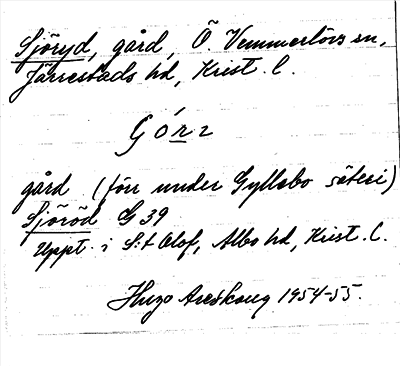 Sjöryd, gård, Ö. Vemmerlövs sn,
Järrestads hd, Krist. l.
gård (förr under Gyllebo säteri)
Sjöröd G 39
Uppt. i S:t Olof, Albo hd, Krist. l.
Hugo Areskoug 1954-55.